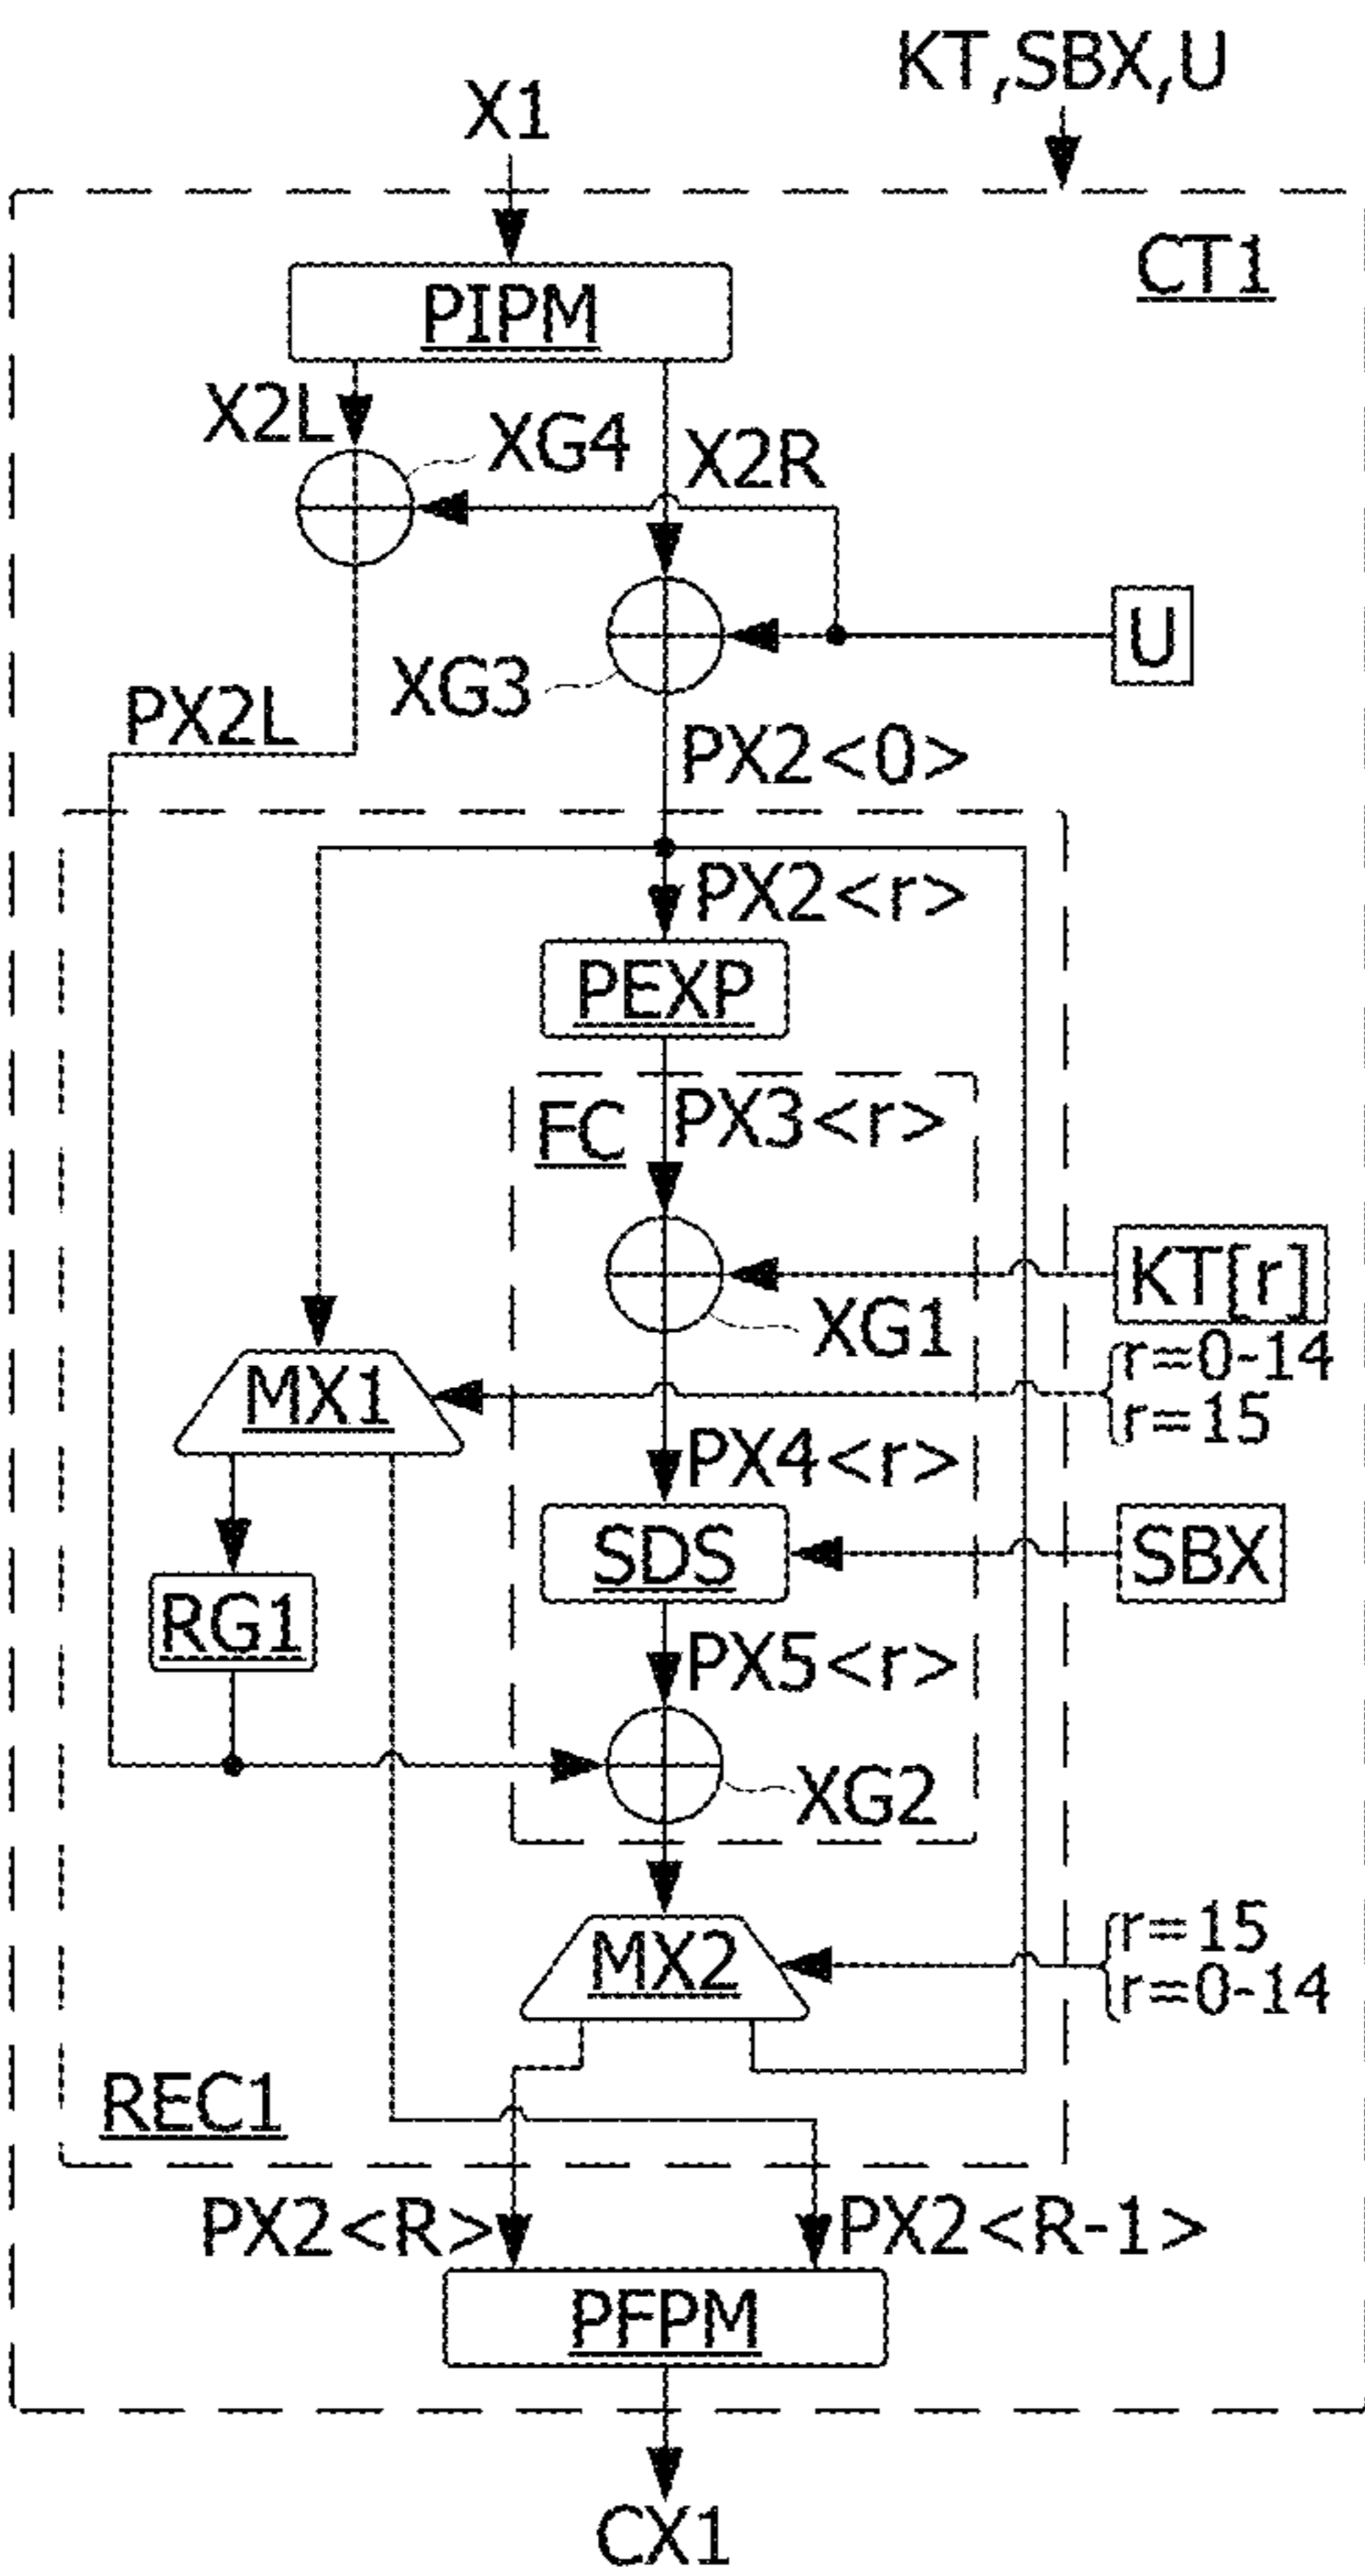 KT,SBX,U
X1
CT1
PIPM
X2L
XG4
X2R
U
XG3
PX2L
PX2<0>
PX2<r>
PEXP
FC
PX3<r>
KT[r]
XG1
r=0-14
MX1
r=15
PX4<r>
SDS
SBX
RG1
PX5<r>
XG2
r=15
MX2
r=0-14
REC1
PX2<R>
PX2<R-1>
PFPM
CX1